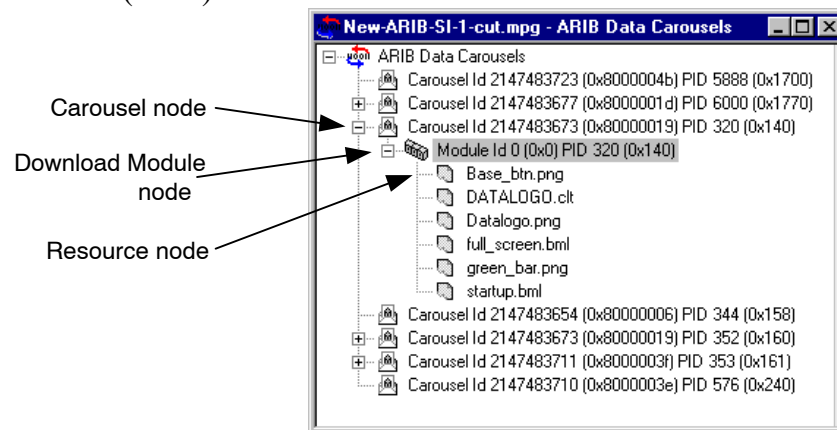 New-ARIB-SI-1-cut.mpg - ARIB Data Carousels
ARIB Data Carousels
Carousel Id 2147483723 (0x8000004b) PID 5888 (0x1700)
Carousel Id 2147483677 (0x8000001d) PID 6000 (0x1770)
Carousel node
Carousel Id 2147483673 (0x80000019) PID 320 (0x140)
Module Id 0 (0x0) PID 320 (0x140)
Download Module
node
Base_btn.png
DATALOGO.clt
Datalogo.png
full_screen.bml
Resource node
green_bar.png
startup.bml
Carousel Id 2147483654 (0x80000006) PID 344 (0x158)
Carousel Id 2147483673 (0x80000019) PID 352 (0x160)
Carousel Id 2147483711 (0x8000003f) PID 353 (0x161)
Carousel Id 2147483710 (0x8000003e) PID 576 (0x240)